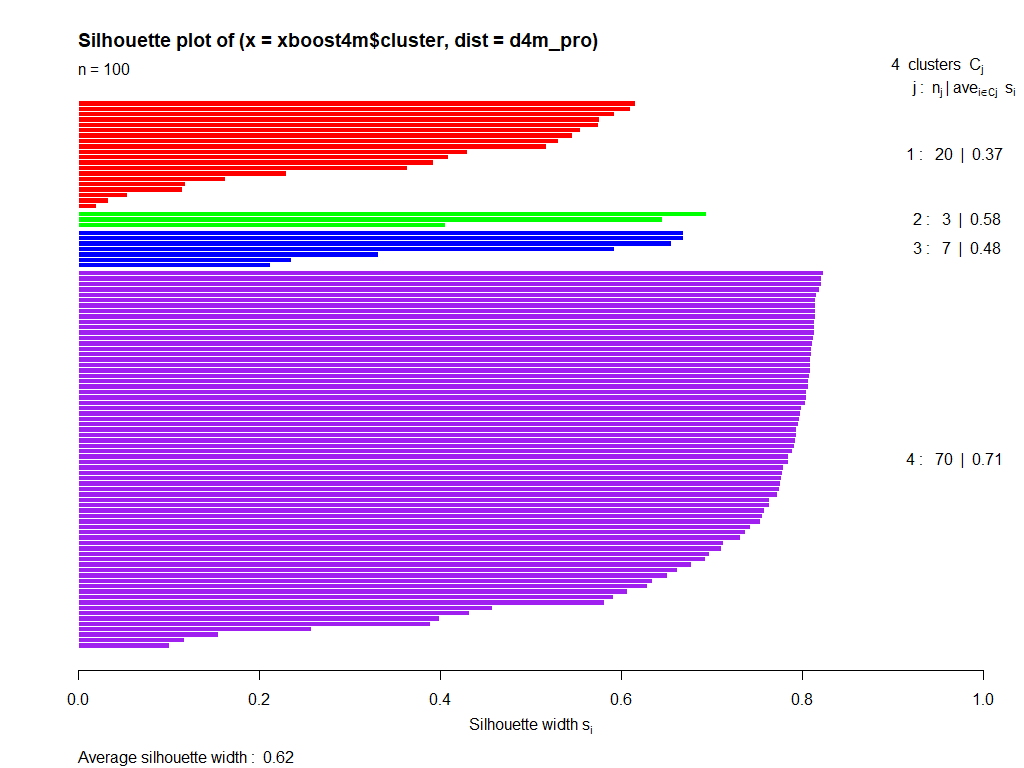 Silhouette plot of (x = xboost4m$cluster, dist = d4m_pro)
n = 100
4 clusters Cj
j : nj | avei∈Cj si
1 : 20 | 0.37
2 : 3 | 0.58
3 : 7 | 0.48
4 : 70 | 0.71
0.0 0.2 0.4 0.6 0.8 1.0
Silhouette width si
Average silhouette width : 0.62